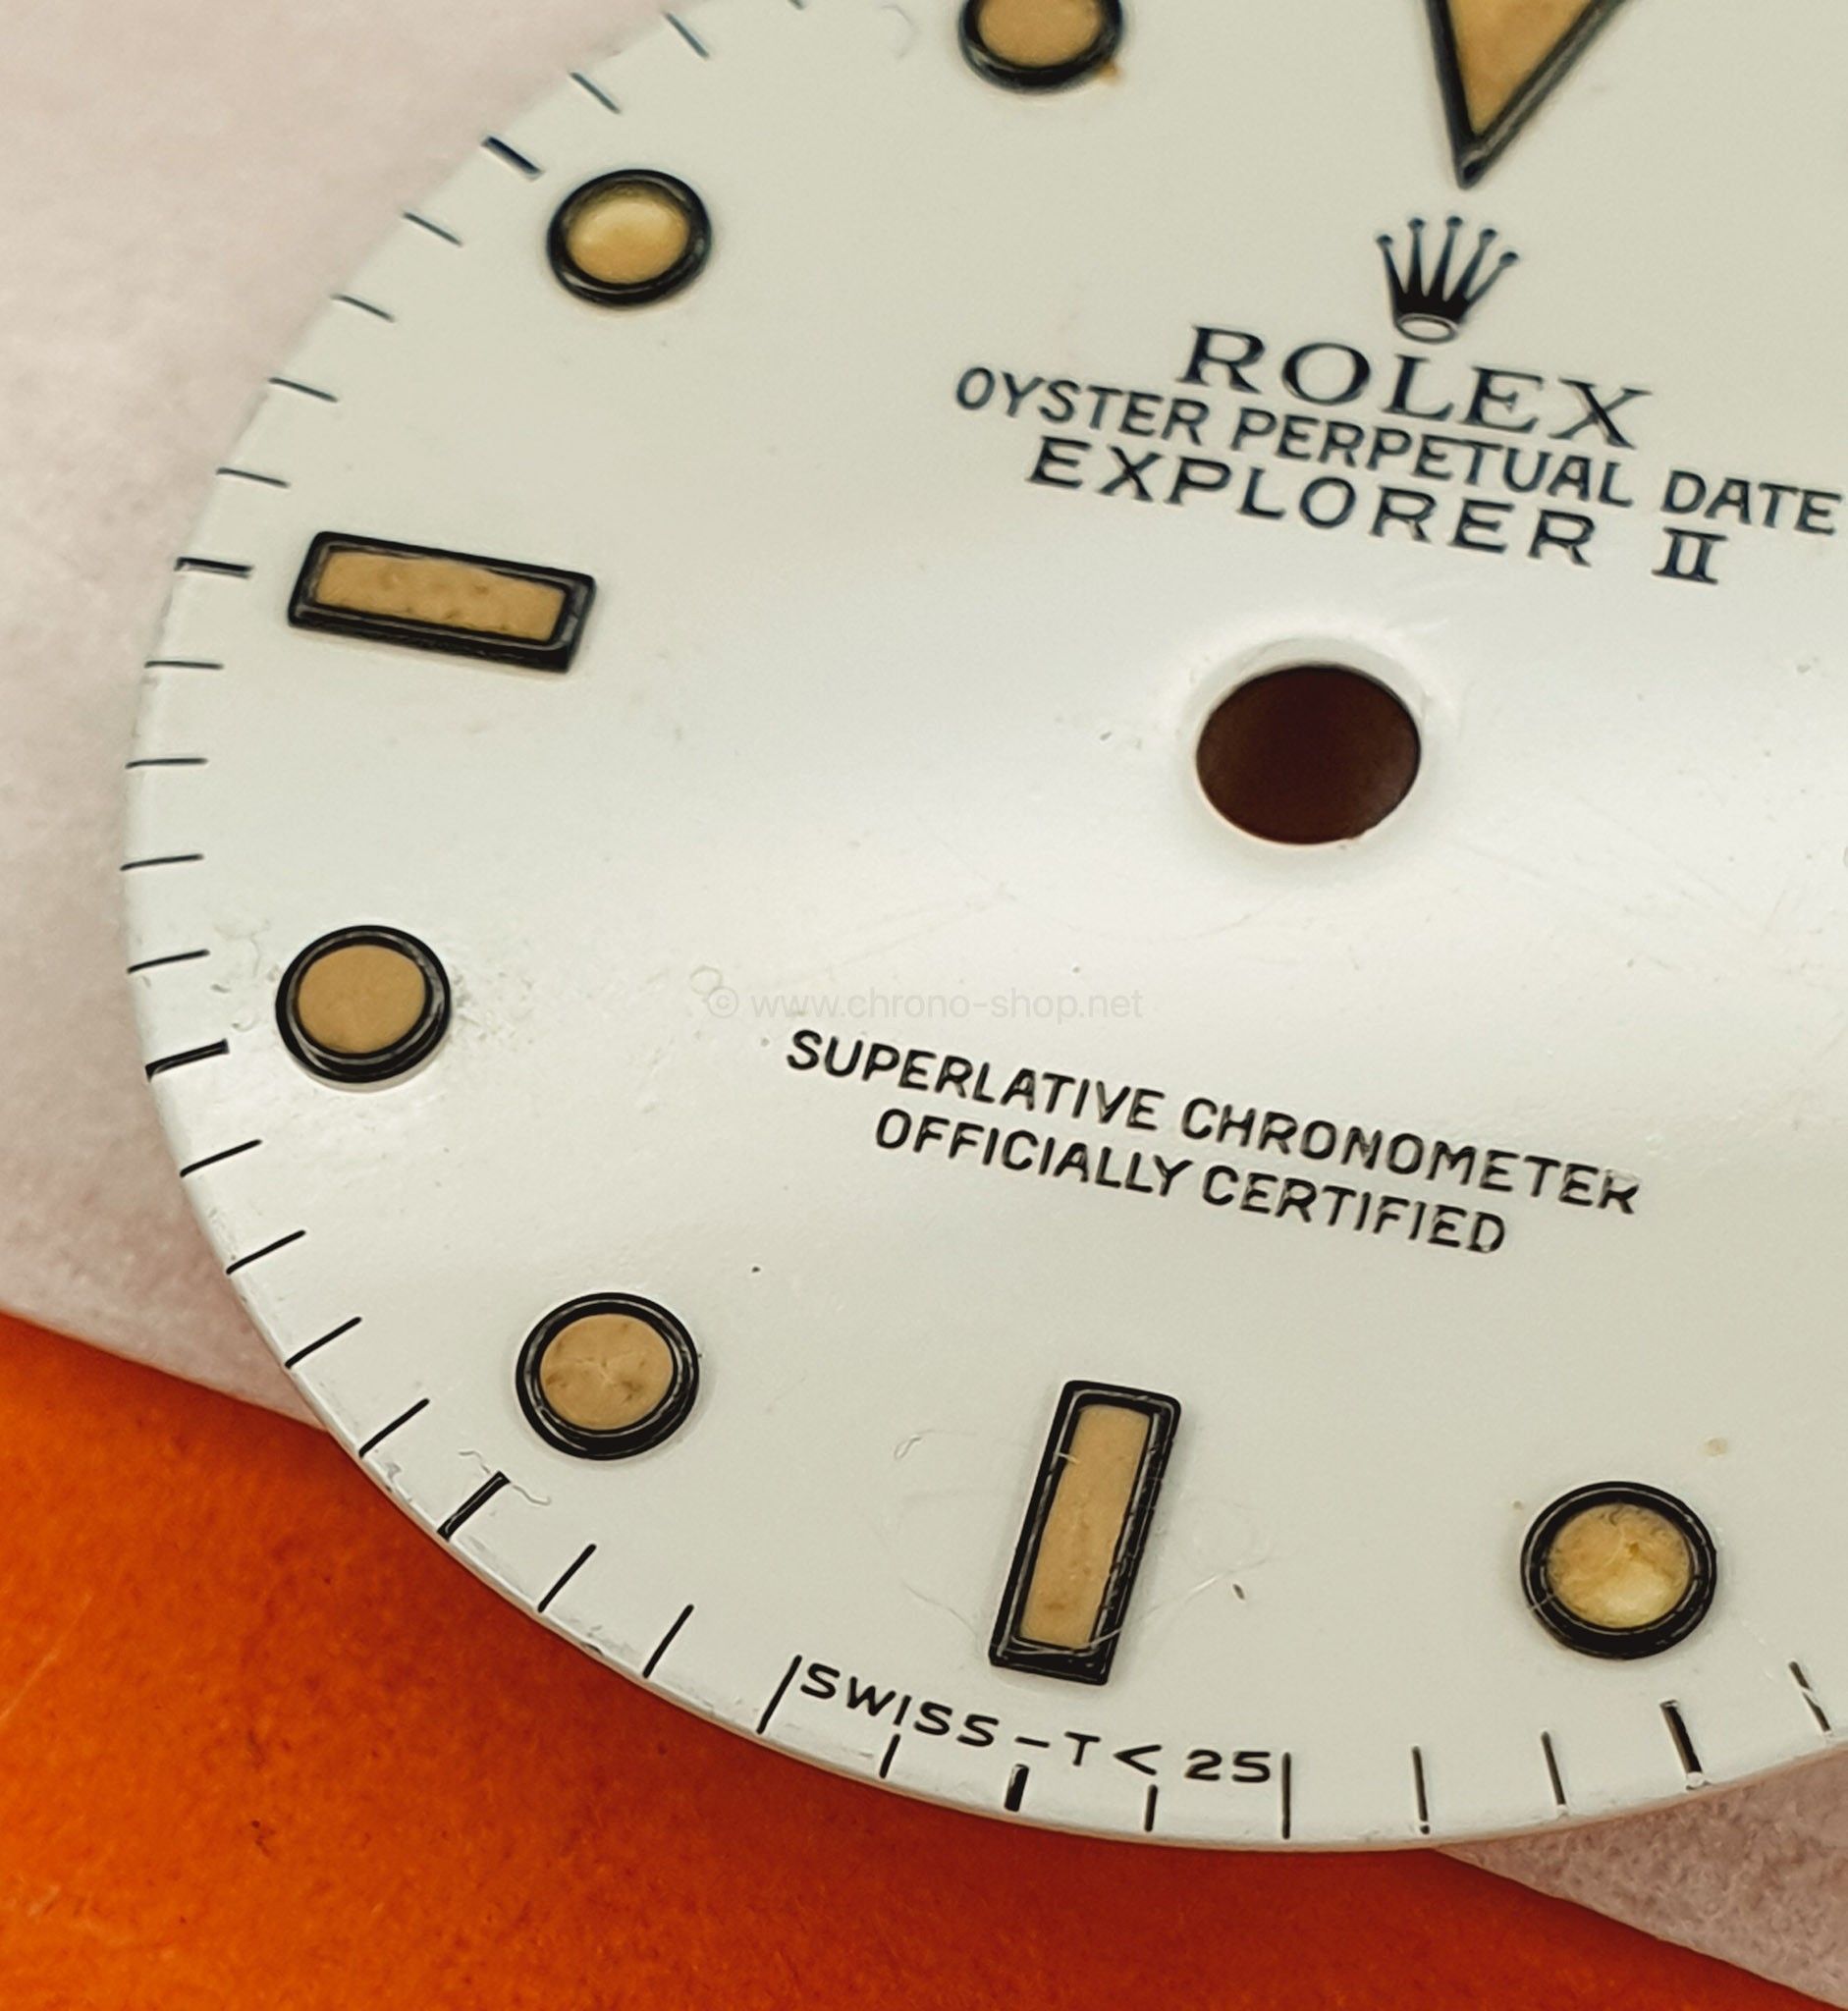 ROLEX
OYSTER PERPETUAL DATE
EXPLORER II
© www.chrono-shop.net
SUPERLATIVE CHRONOMETER
OFFICIALLY CERTIFIED
SWISS-T<25